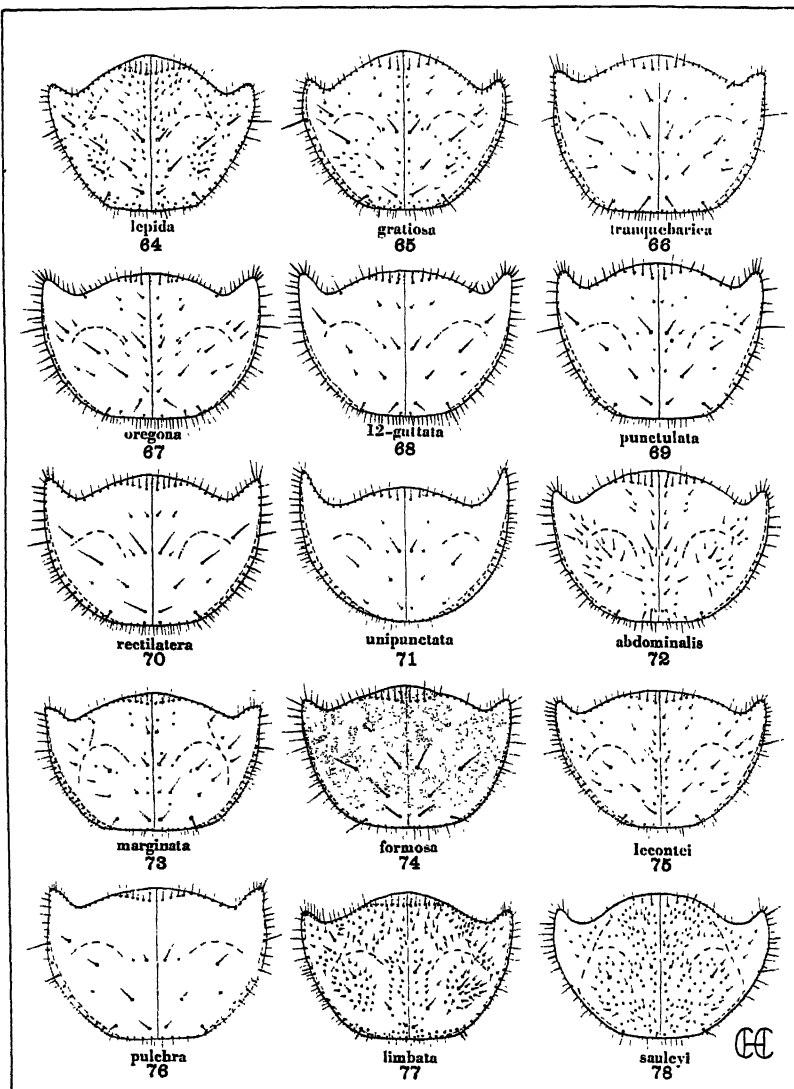 lepida
64
gratiosa
65
tranquebarica
66
oregona
67
12-guttata
68
punctulata
69
rectilatera
70
unipunctata
71
abdominalis
72
marginata
73
formosa
74
lecontei
75
pulchra
76
limbata
77
saulcyi
78